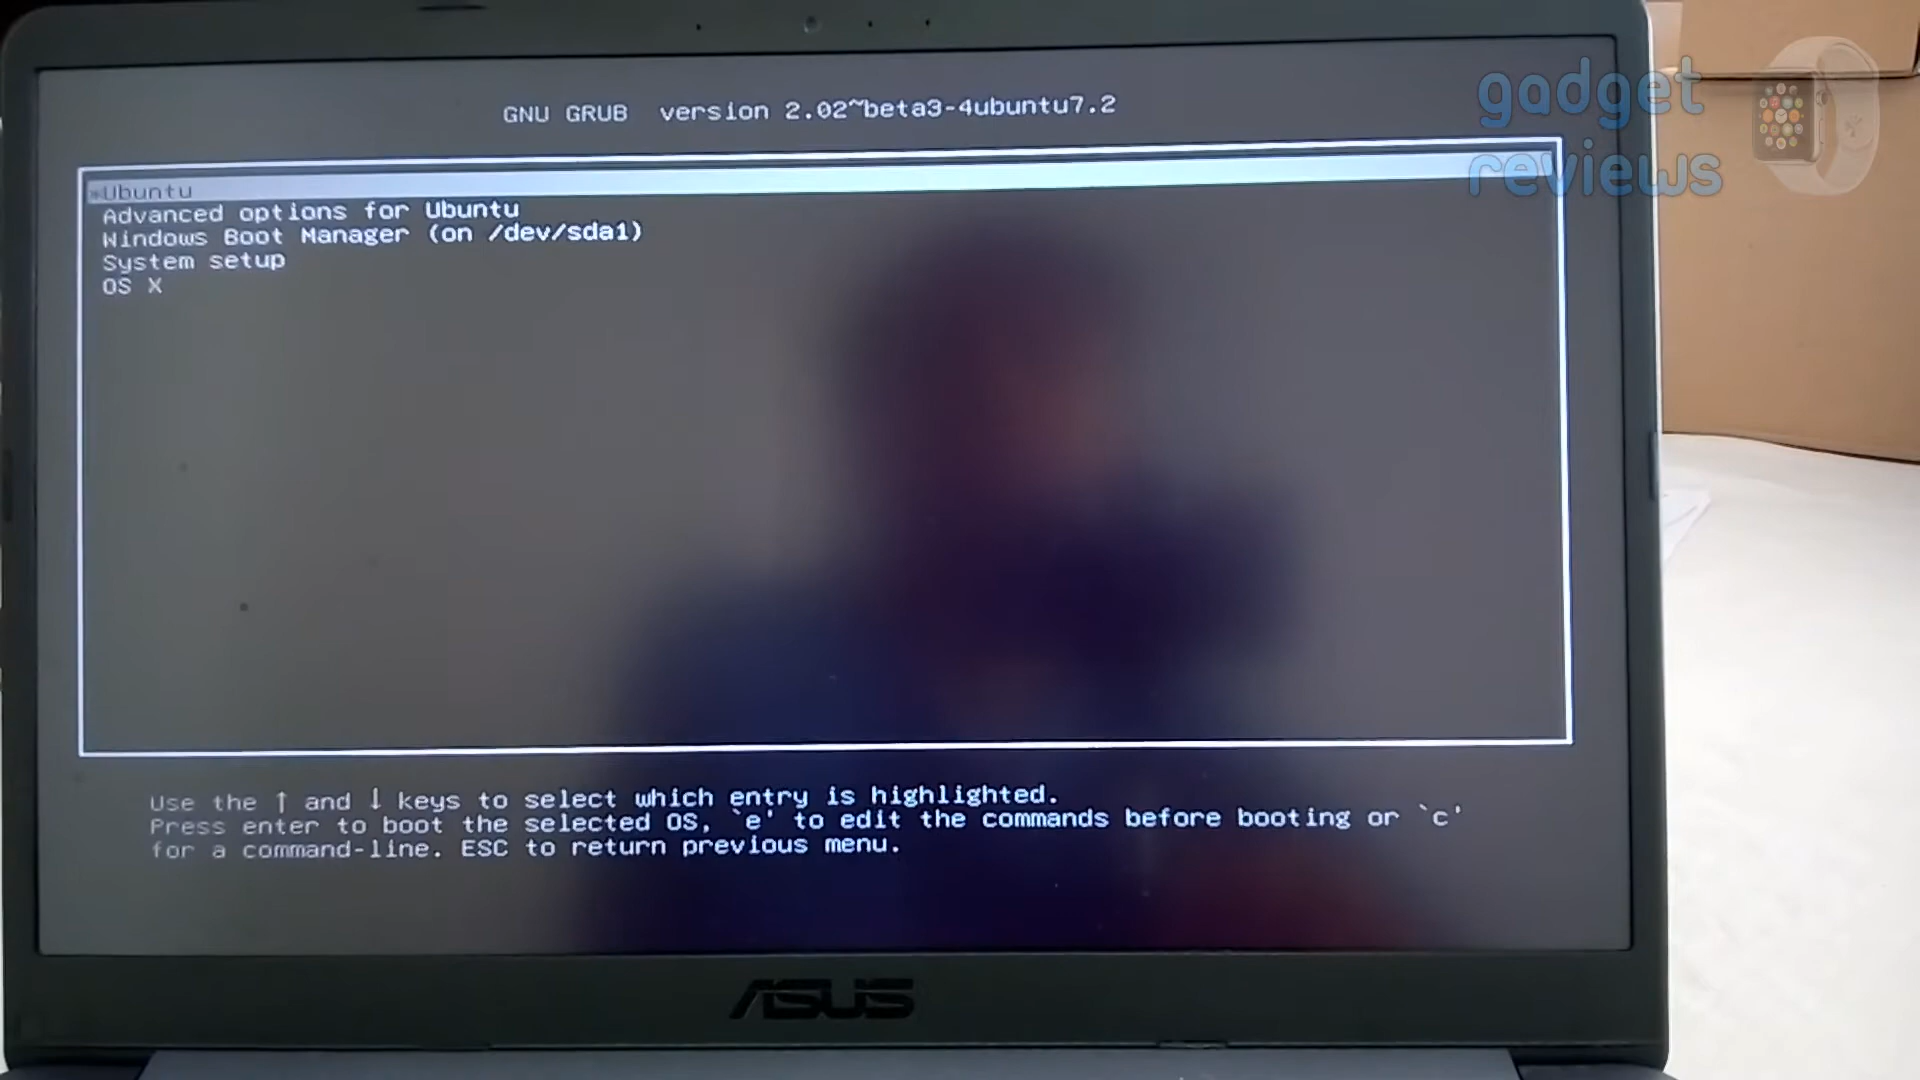 gadget
reviews
GNU GRUB version 2.02~beta3-4ubuntu7.2
*Ubuntu
Advanced options for Ubuntu
Windows Boot Manager (on /dev/sda1)
System setup
OS X
Use the ↑ and ↓ keys to select which entry is highlighted.
Press enter to boot the selected OS, `e' to edit the commands before booting or `c'
for a command-line. ESC to return previous menu.
ASUS